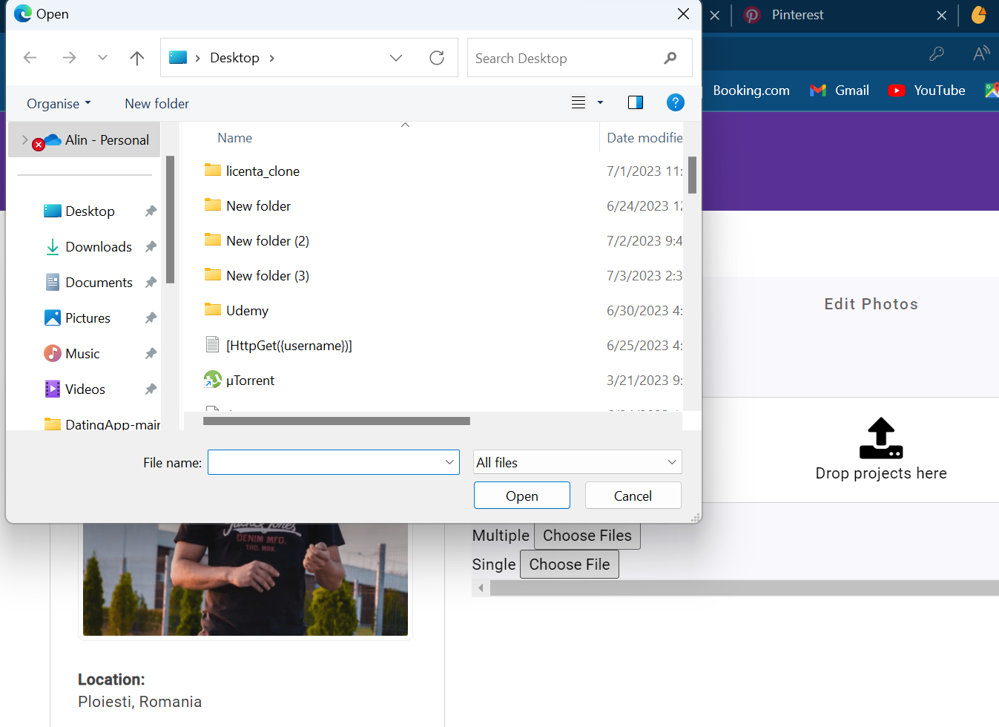 Open
Pinterest
Desktop
Search Desktop
A
Booking.com
Gmail
YouTube
Organise
New folder
?
Alin - Personal
Name
Date modifie
licenta_clone
7/1/2023 11:
New folder
6/24/2023 12
Desktop
New folder (2)
7/2/2023 9:4
Downloads
New folder (3)
7/3/2023 2:3
Documents
Udemy
6/30/2023 4:
Pictures
[HttpGet({username})]
6/25/2023 4:
Music
µTorrent
3/21/2023 9:
Videos
DatingApp-mair
Edit Photos
Drop projects here
File name:
All files
Open
Cancel
DENIM MFG.
TRD. MRK.
Multiple
Choose Files
Single
Choose File
Location:
Ploiesti, Romania